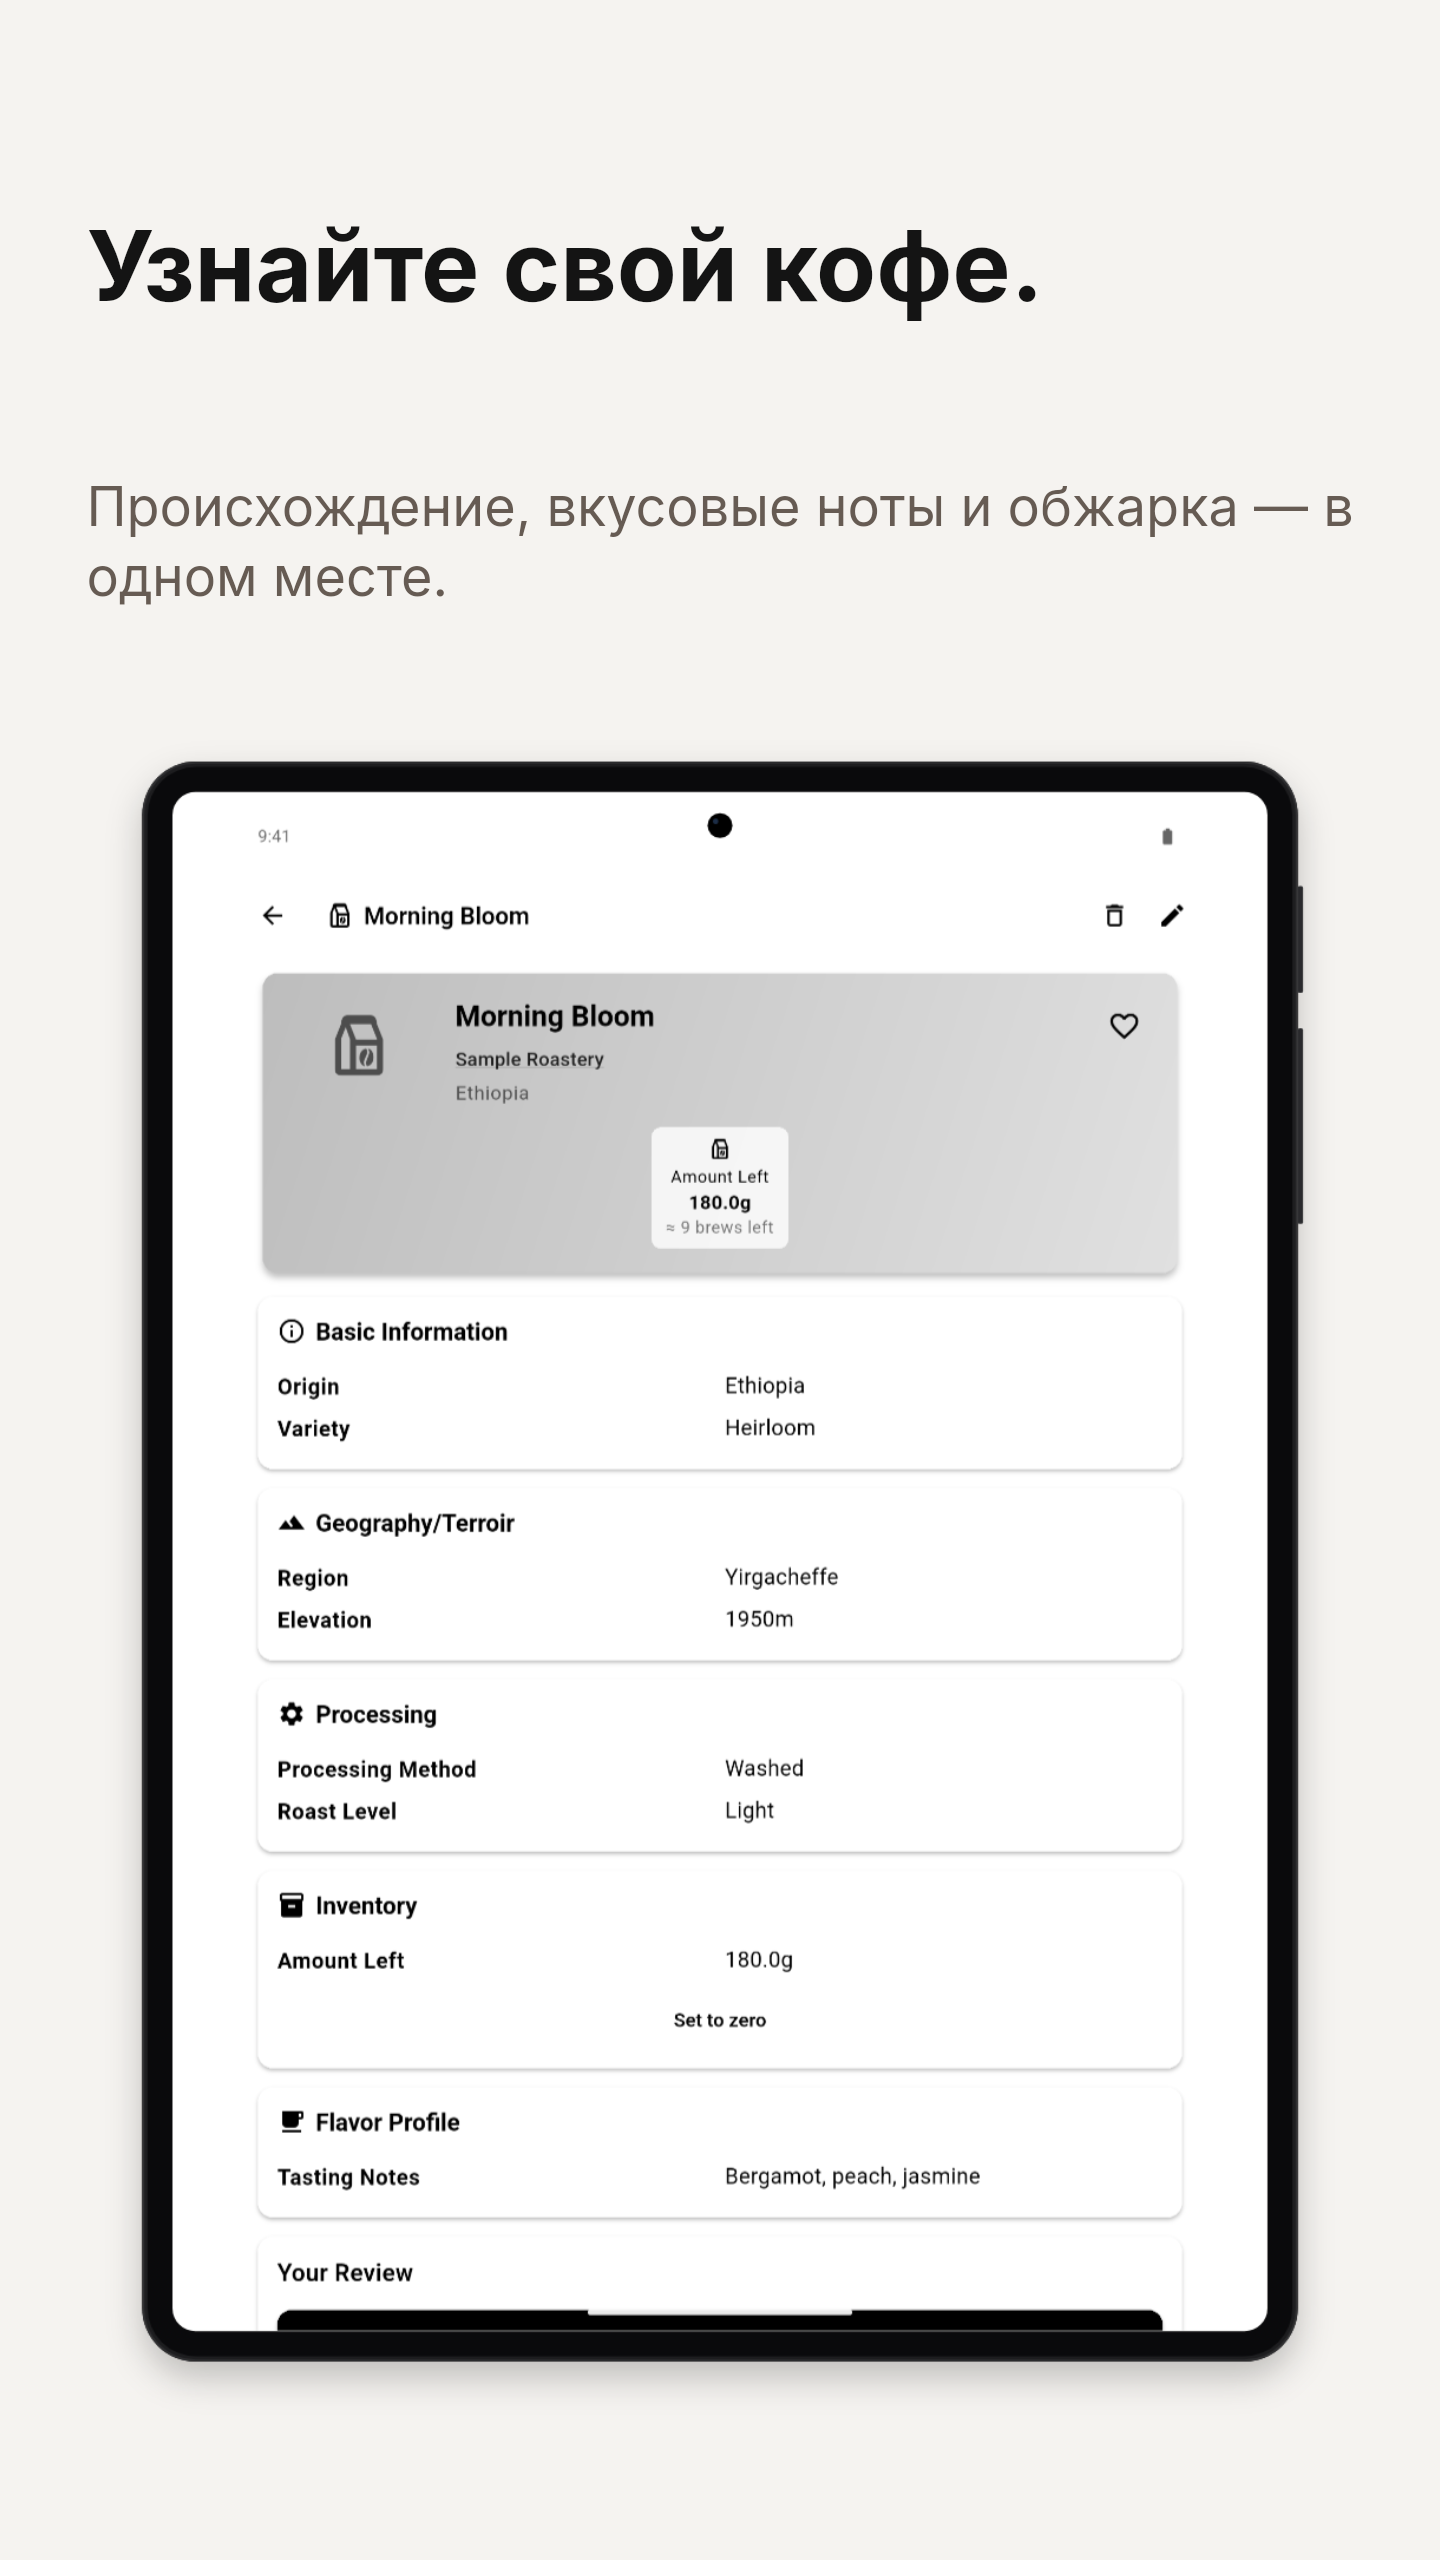 Узнайте свой кофе.
Происхождение, вкусовые ноты и обжарка — в
одном месте.
9:41
Morning Bloom
Morning Bloom
Sample Roastery
Ethiopia
Amount Left
180.0g
≈ 9 brews left
Basic Information
Origin Ethiopia
Variety Heirloom
Geography/Terroir
Region Yirgacheffe
Elevation 1950m
Processing
Processing Method Washed
Roast Level Light
Inventory
Amount Left 180.0g
Set to zero
Flavor Profile
Tasting Notes Bergamot, peach, jasmine
Your Review